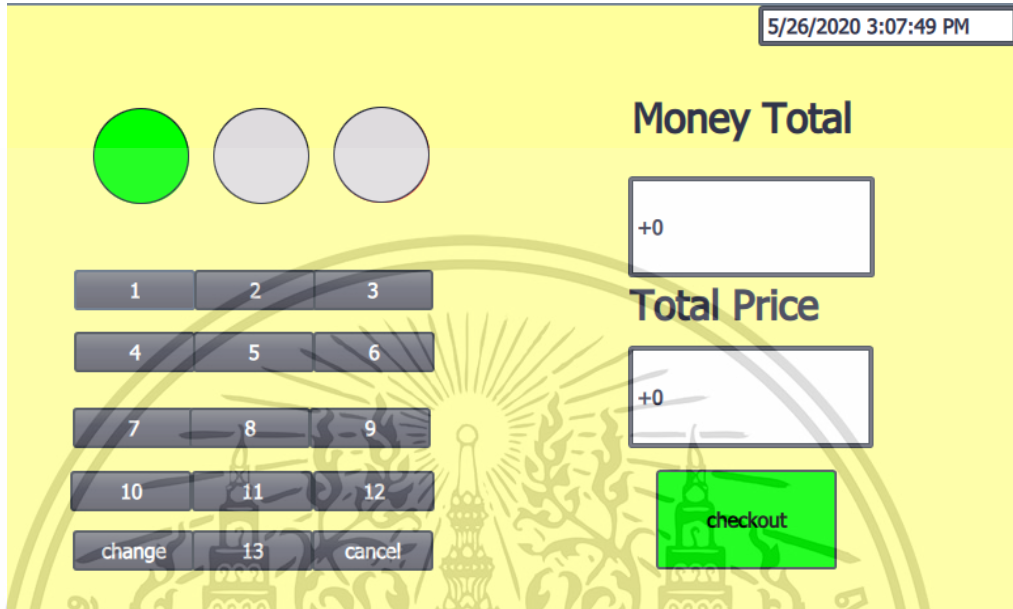 5/26/2020 3:07:49 PM
Money Total
+0
Total Price
+0
checkout
1 2 3
4 5 6
7 8 9
10 11 12
change 13 cancel